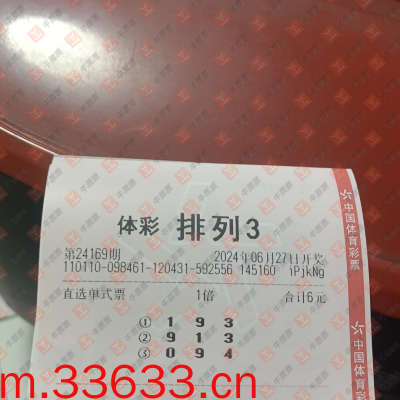 体彩 排列3
第24169期 2024年06月27日开奖
110110-098461-120431-592556 145160 iPjkNg
直选单式票 1倍 合计6元
① 1 9 3
② 9 1 3
③ 0 9 4
中国体育彩票
中国体育彩票
m.33633.cn